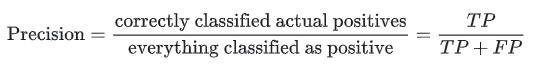 Precision = correctly classified actual positives / everything classified as positive = TP / TP + FP